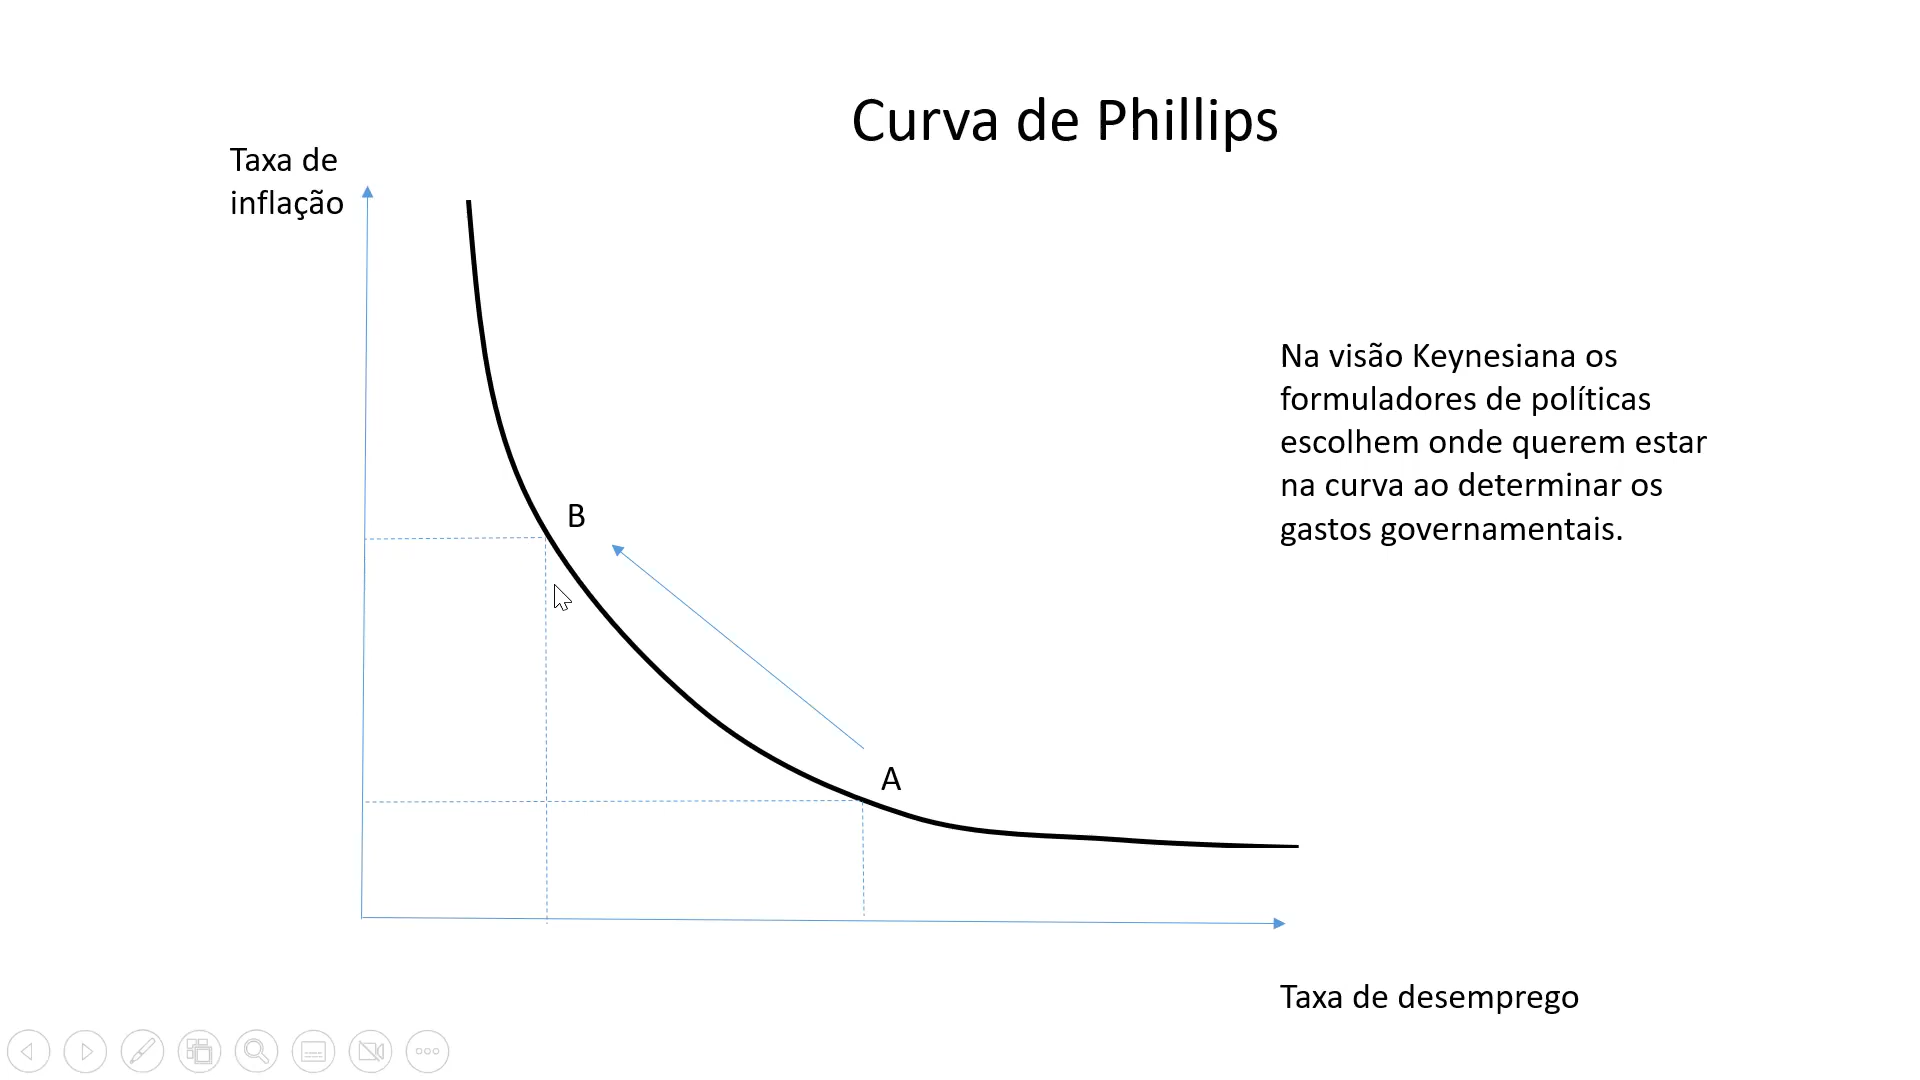 Curva de Phillips
Taxa de
inflação
Na visão Keynesiana os
formuladores de políticas
escolhem onde querem estar
na curva ao determinar os
gastos governamentais.
B
A
Taxa de desemprego